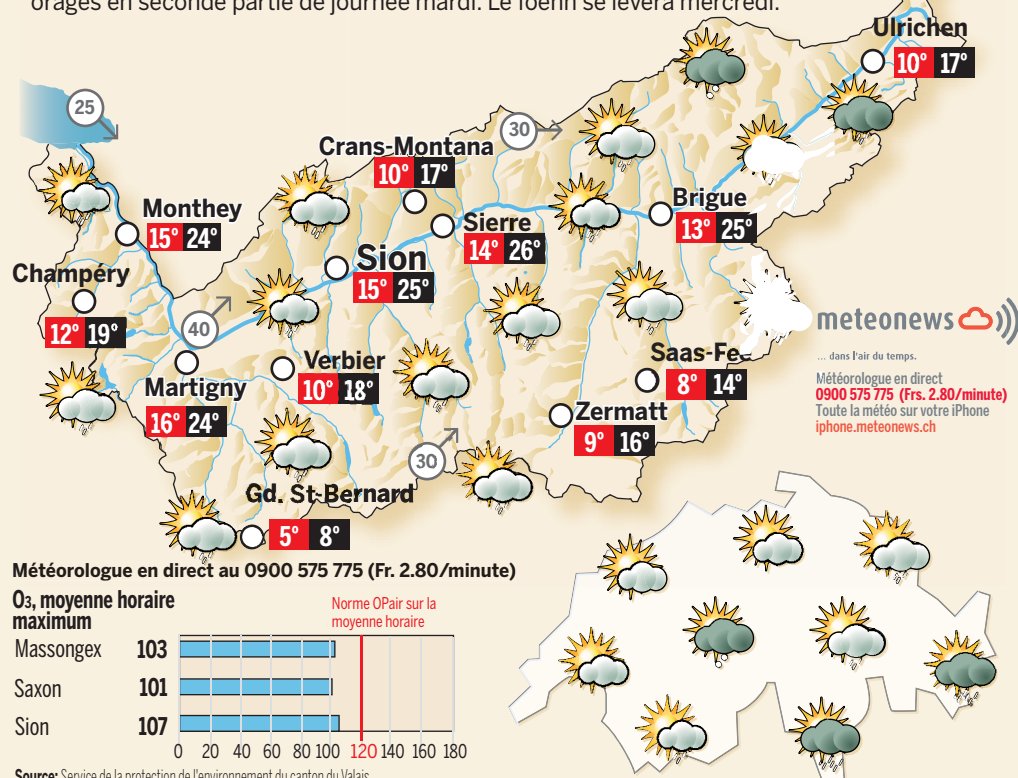 orages en seconde partie de journée mardi. Le foehn se lèvera mercredi.
Ulrichen
10° 17°
25
30
Crans-Montana
10° 17°
Monthey
15° 24°
Sierre
14° 26°
Brigue
13° 25°
Sion
15° 25°
Champéry
12° 19°
40
Martigny
16° 24°
Verbier
10° 18°
Saas-Fee
8° 14°
Zermatt
9° 16°
30
Gd. St-Bernard
5° 8°
meteonews
... dans l'air du temps.
Météorologue en direct
0900 575 775 (Frs. 2.80/minute)
Toute la météo sur votre iPhone
iphone.meteonews.ch
Météorologue en direct au 0900 575 775 (Fr. 2.80/minute)
O3, moyenne horaire
maximum
Norme OPair sur la
moyenne horaire
Massongex 103
Saxon 101
Sion 107
0 20 40 60 80 100 120 140 160 180
Source: Service de la protection de l'environnement du canton du Valais